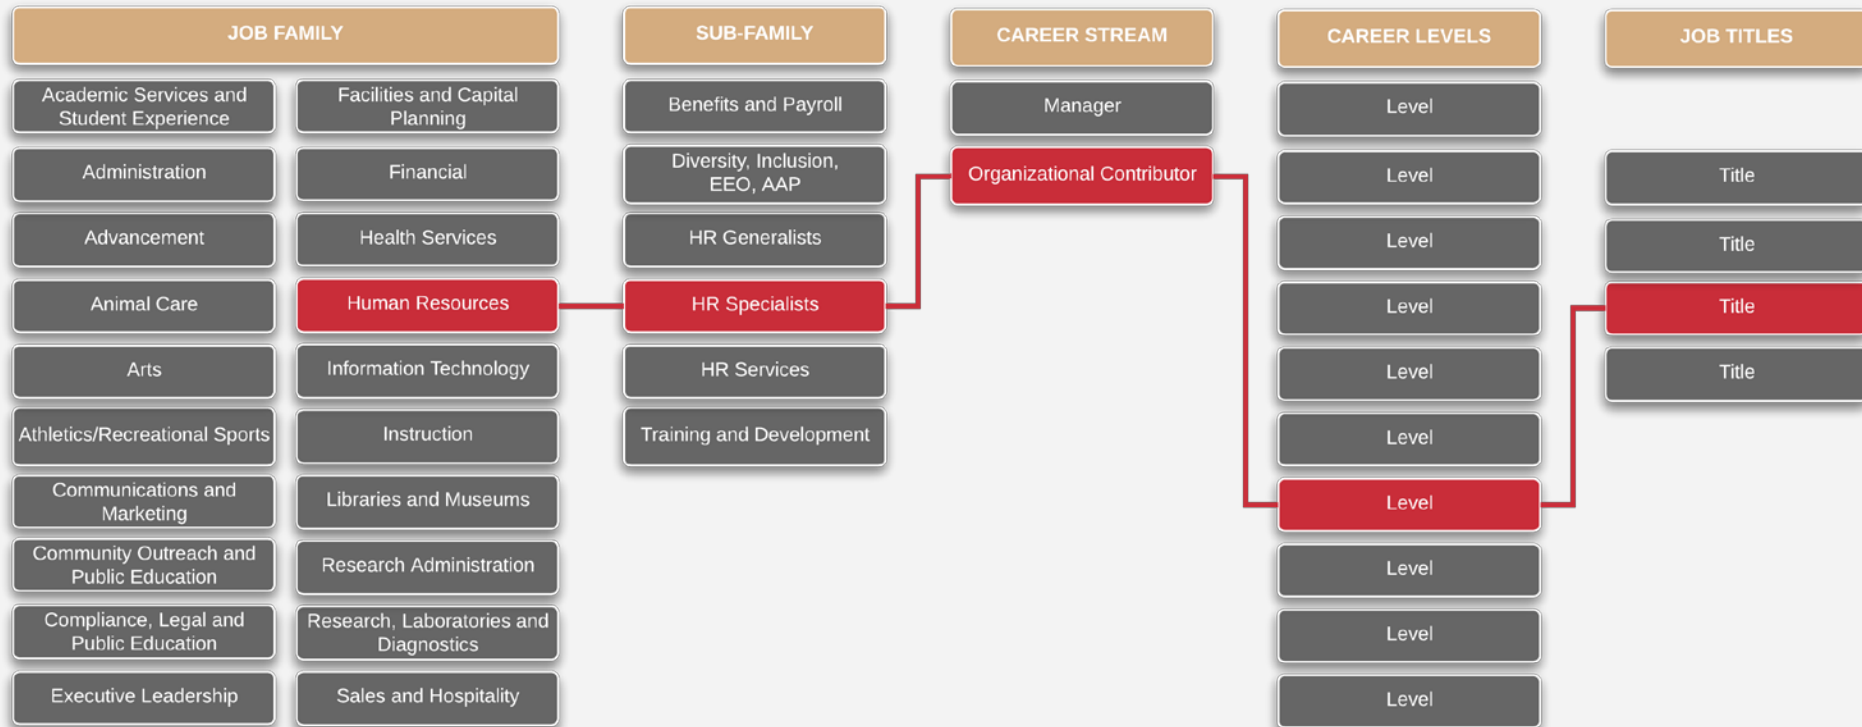 JOB FAMILY
Academic Services and
Student Experience
Administration
Advancement
Animal Care
Arts
Athletics/Recreational Sports
Communications and
Marketing
Community Outreach and
Public Education
Compliance, Legal and
Public Education
Executive Leadership
Facilities and Capital
Planning
Financial
Health Services
Human Resources
Information Technology
Instruction
Libraries and Museums
Research Administration
Research, Laboratories and
Diagnostics
Sales and Hospitality
SUB-FAMILY
Benefits and Payroll
Diversity, Inclusion,
EEO, AAP
HR Generalists
HR Specialists
HR Services
Training and Development
CAREER STREAM
Manager
Organizational Contributor
CAREER LEVELS
Level
Level
Level
Level
Level
Level
Level
Level
Level
Level
JOB TITLES
Title
Title
Title
Title